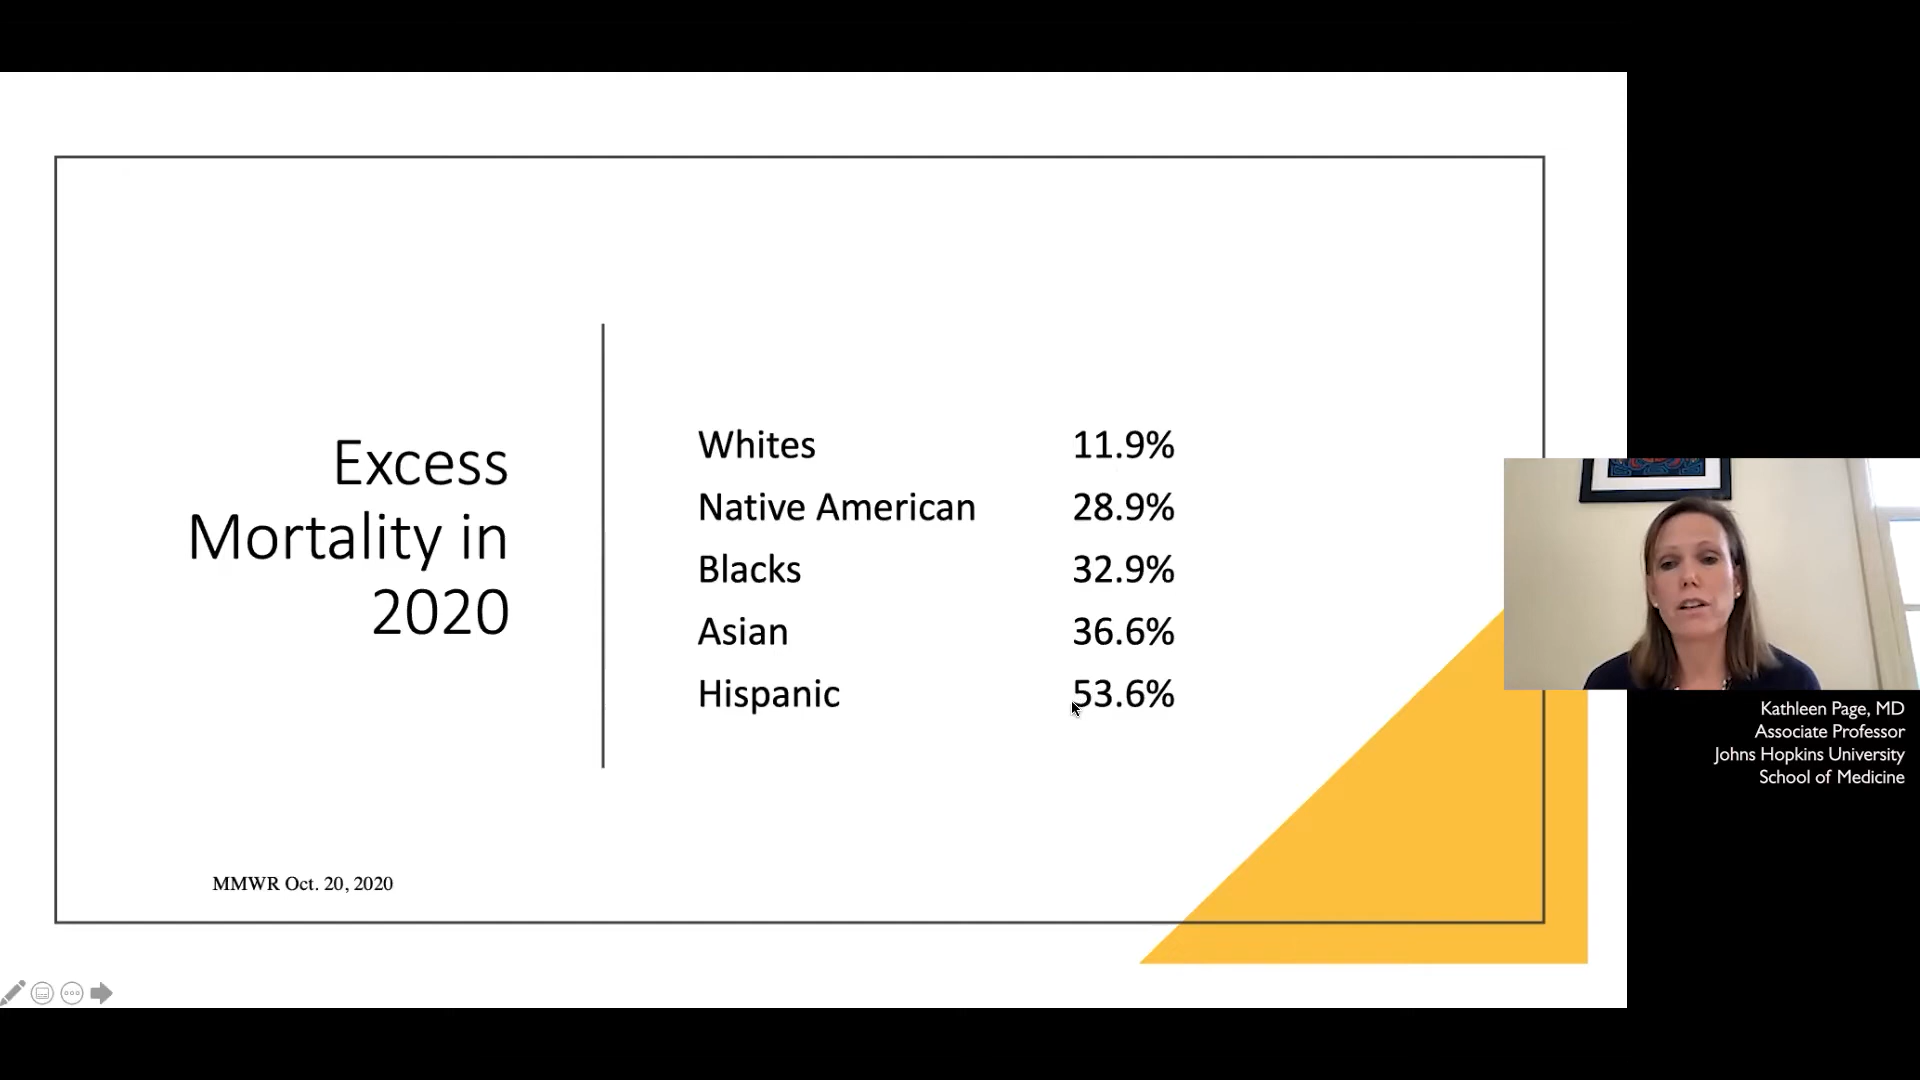 Excess
Mortality in
2020
Whites 11.9%
Native American 28.9%
Blacks 32.9%
Asian 36.6%
Hispanic 53.6%
MMWR Oct. 20, 2020
Kathleen Page, MD
Associate Professor
Johns Hopkins University
School of Medicine